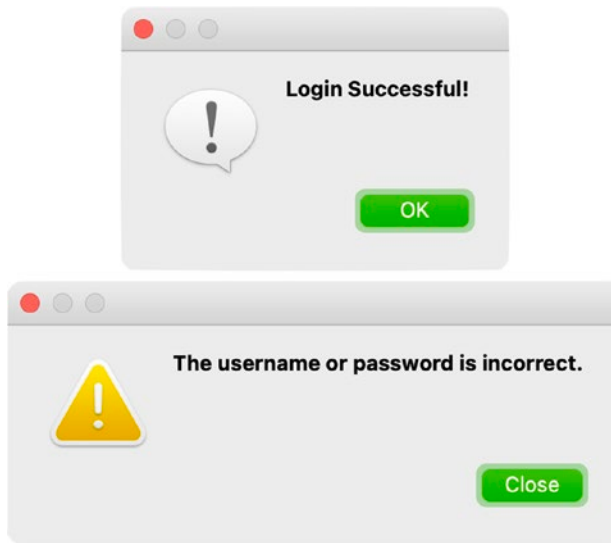 Login Successful!
OK
The username or password is incorrect.
Close